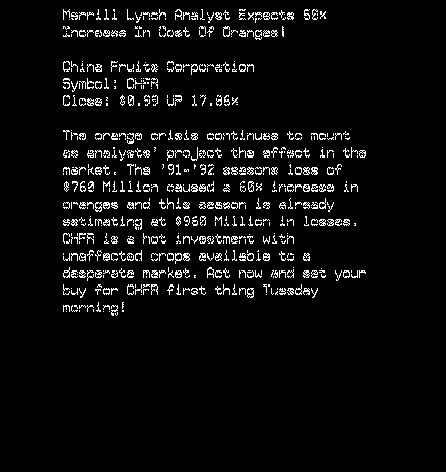 Merrill Lynch Analyst Expects 60%
Increase In Cost Of Oranges!
China Fruits Corporation
Symbol: CHFR
Close: $0.99 UP 17.86%
The orange crisis continues to mount
as analysts' project the effect in the
market. The '91-'92 seasons loss of
$760 Million caused a 60% increase in
oranges and this season is already
estimating at $960 Million in losses.
CHFR is a hot investment with
unaffected crops available to a
desperate market. Act now and set your
buy for CHFR first thing Tuesday
morning!